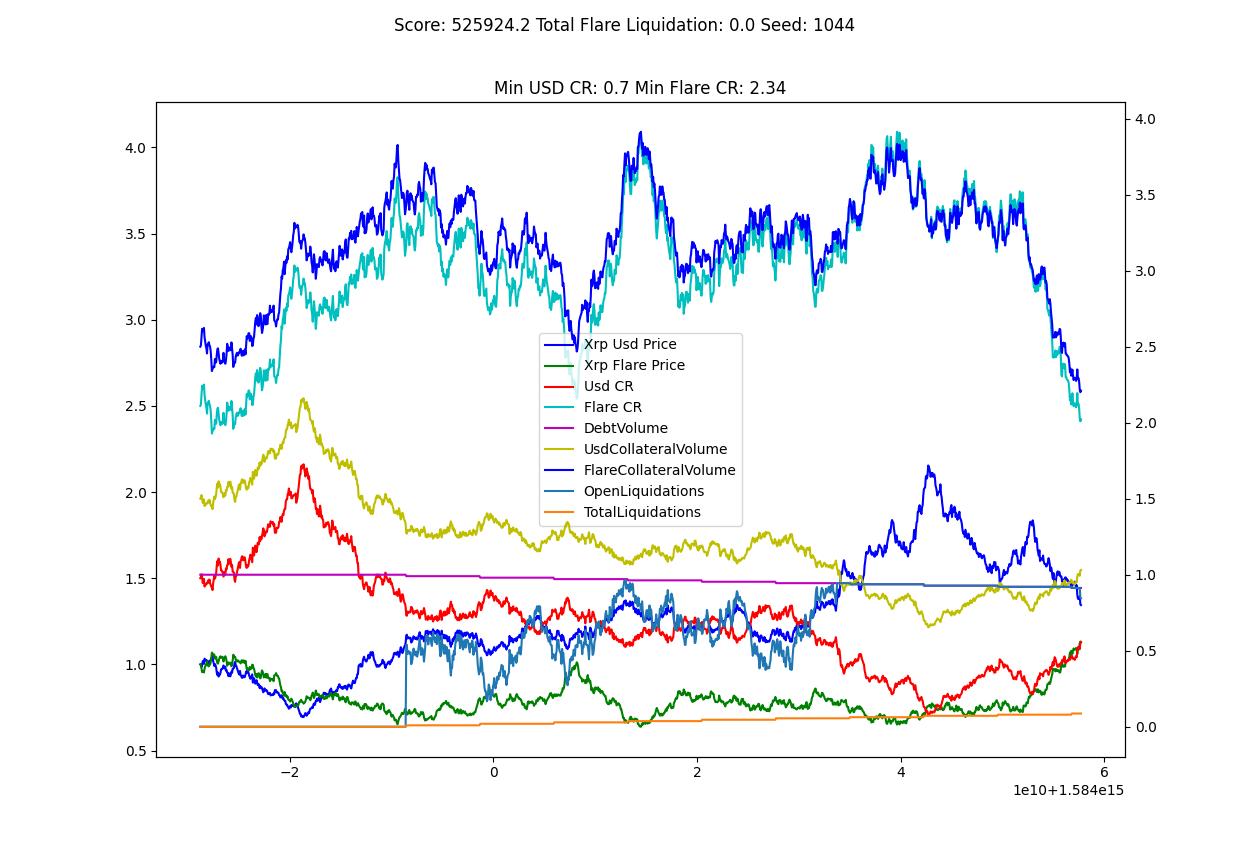 Score: 525924.2 Total Flare Liquidation: 0.0 Seed: 1044
Min USD CR: 0.7 Min Flare CR: 2.34
4.0
3.5
3.0
2.5
2.0
1.5
1.0
0.5
Xrp Usd Price
Xrp Flare Price
Usd CR
Flare CR
DebtVolume
UsdCollateralVolume
FlareCollateralVolume
OpenLiquidations
TotalLiquidations
4.0
3.5
3.0
2.5
2.0
1.5
1.0
0.5
0.0
−2 0 2 4 6
1e10+1.584e15